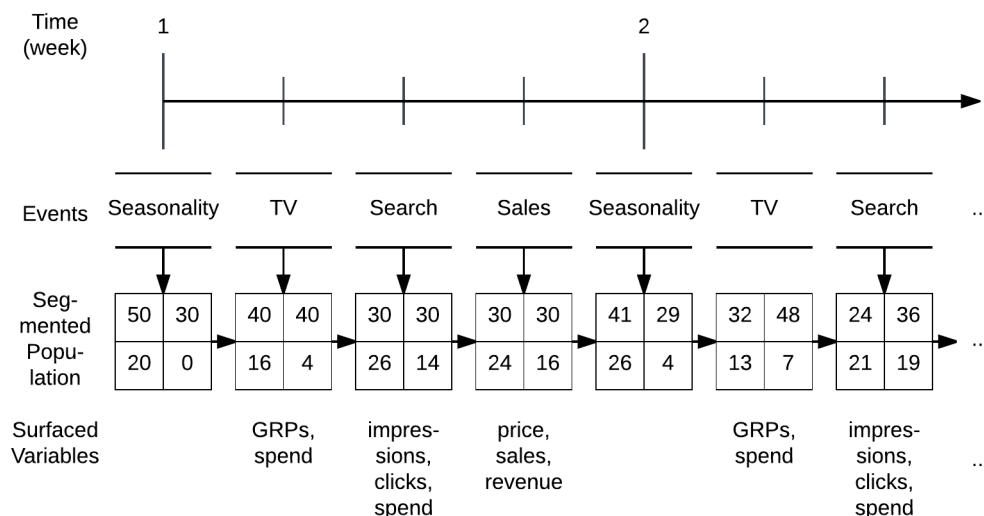 Time
(week)
1 2
Events Seasonality TV Search Sales Seasonality TV Search ..
Seg-
mented
Popu-
lation
50 30 40 40 30 30 30 30 41 29 32 48 24 36
20 0 16 4 26 14 24 16 26 4 13 7 21 19 ..
Surfaced
Variables
GRPs,
spend
impres-
sions,
clicks,
spend
price,
sales,
revenue
GRPs,
spend
impres-
sions,
clicks,
spend
..